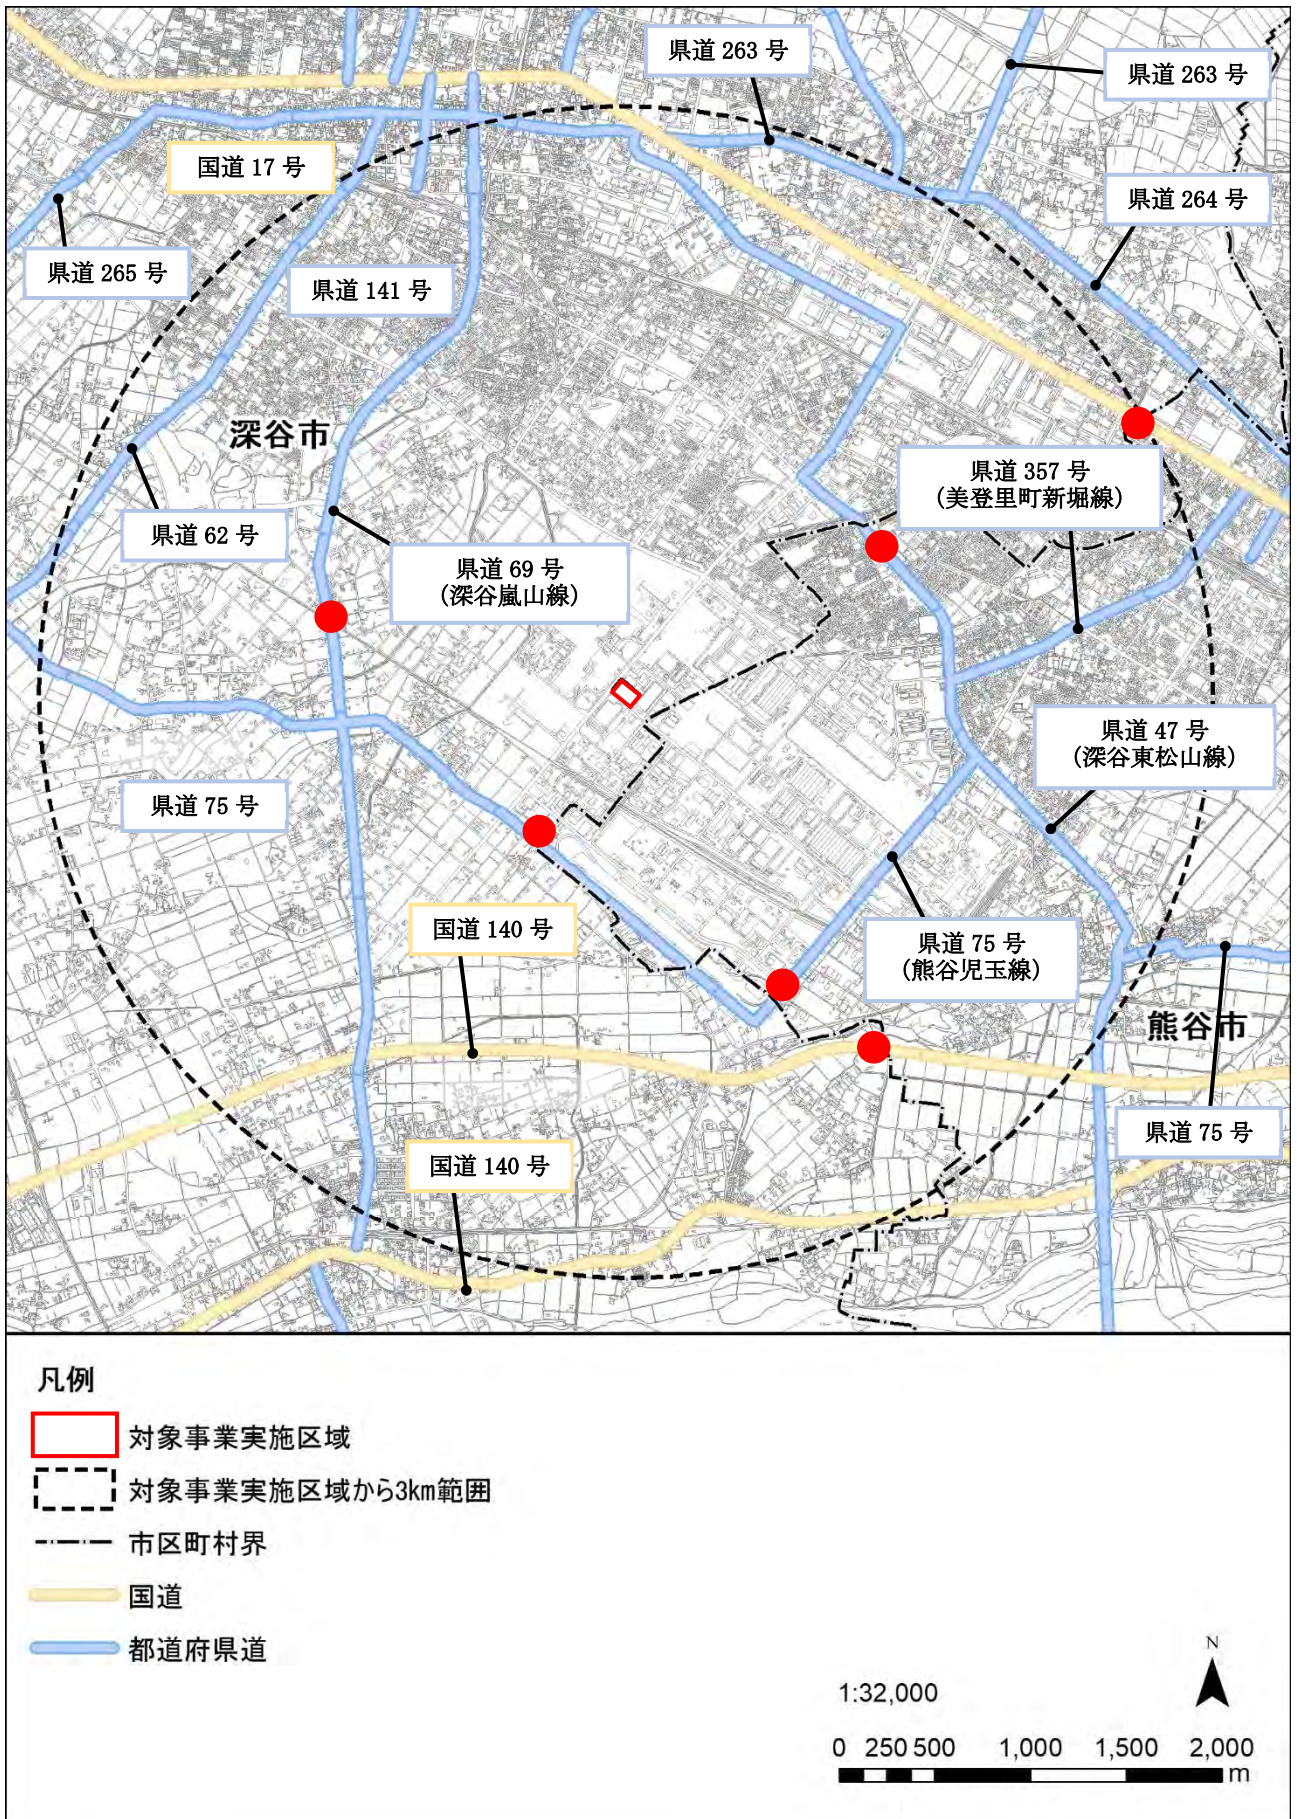 県道 263 号
県道 263 号
国道 17 号
県道 264 号
県道 265 号
県道 141 号
深谷市
県道 357 号
(美登里町新堀線)
県道 62 号
県道 69 号
(深谷嵐山線)
県道 47 号
(深谷東松山線)
県道 75 号
国道 140 号
県道 75 号
(熊谷児玉線)
熊谷市
県道 75 号
国道 140 号
凡例
対象事業実施区域
対象事業実施区域から3km範囲
市区町村界
国道
都道府県道
N
1:32,000
0 250 500 1,000 1,500 2,000
m